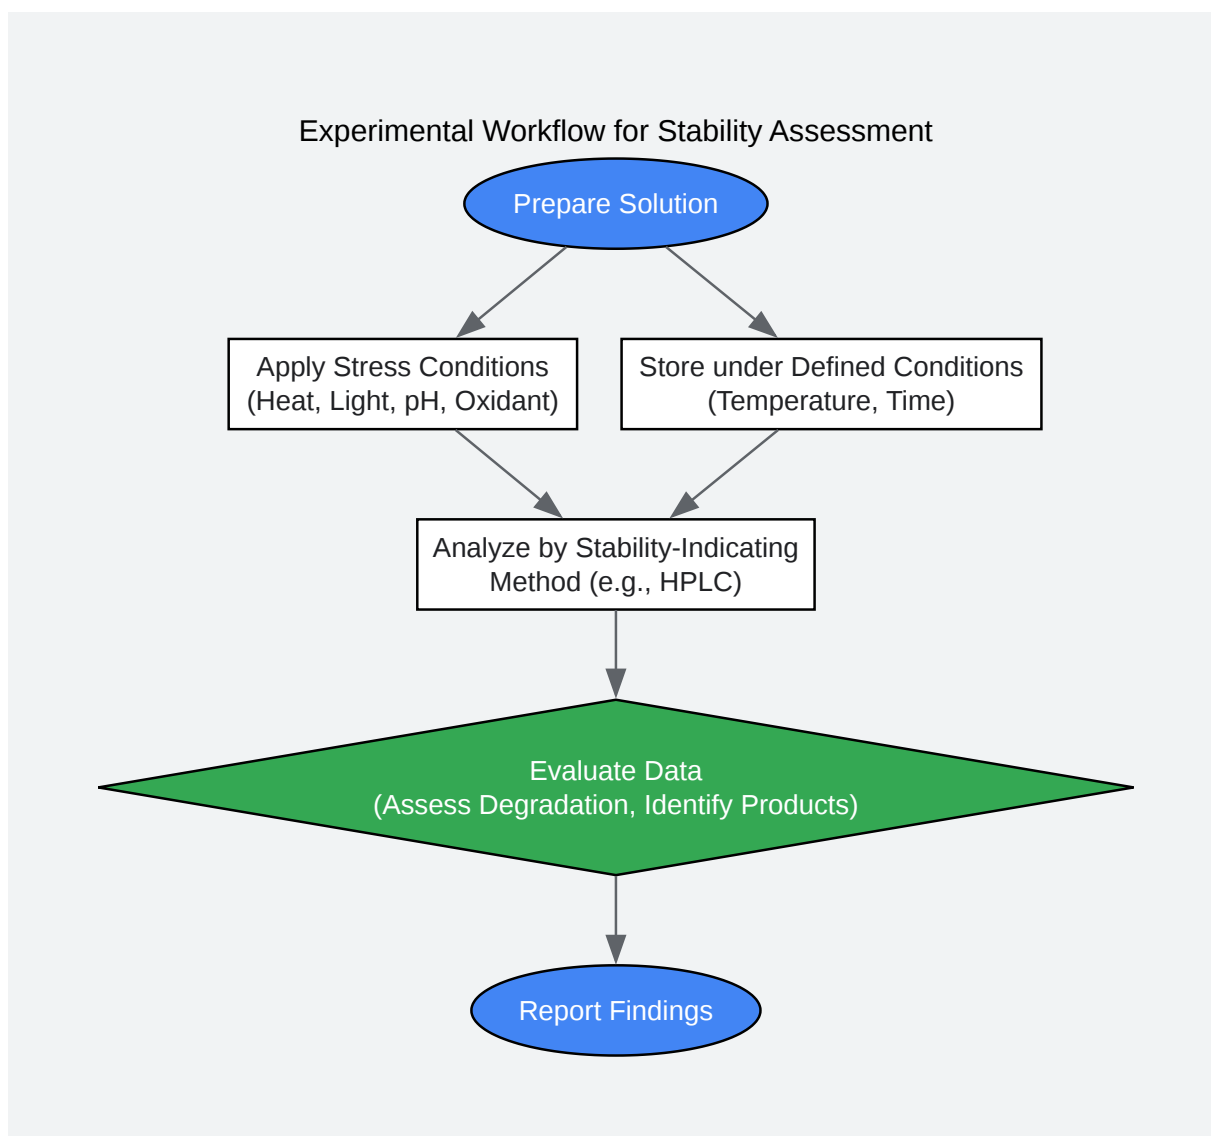 Experimental Workflow for Stability Assessment
Prepare Solution
Apply Stress Conditions
(Heat, Light, pH, Oxidant)
Store under Defined Conditions
(Temperature, Time)
Analyze by Stability-Indicating
Method (e.g., HPLC)
Evaluate Data
(Assess Degradation, Identify Products)
Report Findings